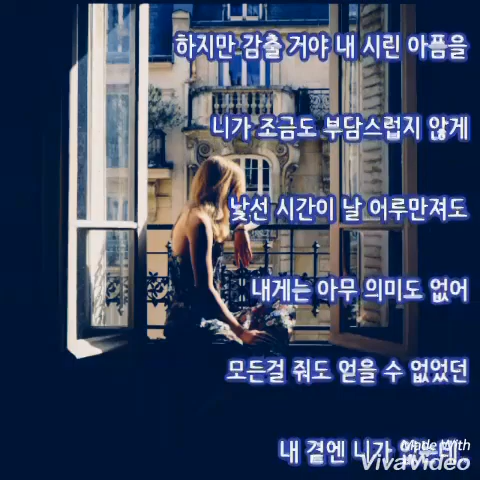 하지만 감출 거야 내 시린 아픔을
니가 조금도 부담스럽지 않게
낯선 시간이 날 어루만져도
내게는 아무 의미도 없어
모든걸 줘도 얻을 수 없었던
내 곁엔 니가
Made With
VivaVideo